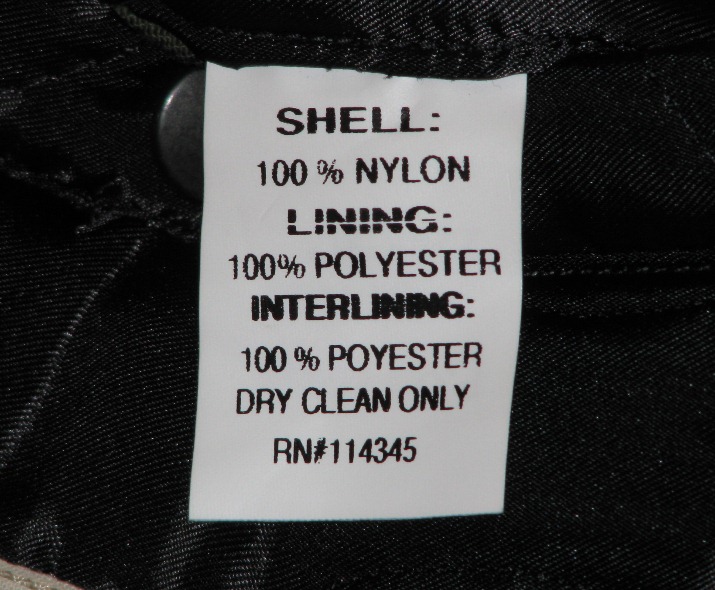 SHELL:
100 % NYLON
LINING:
100% POLYESTER
INTERLINING:
100 % POYESTER
DRY CLEAN ONLY
RN#114345